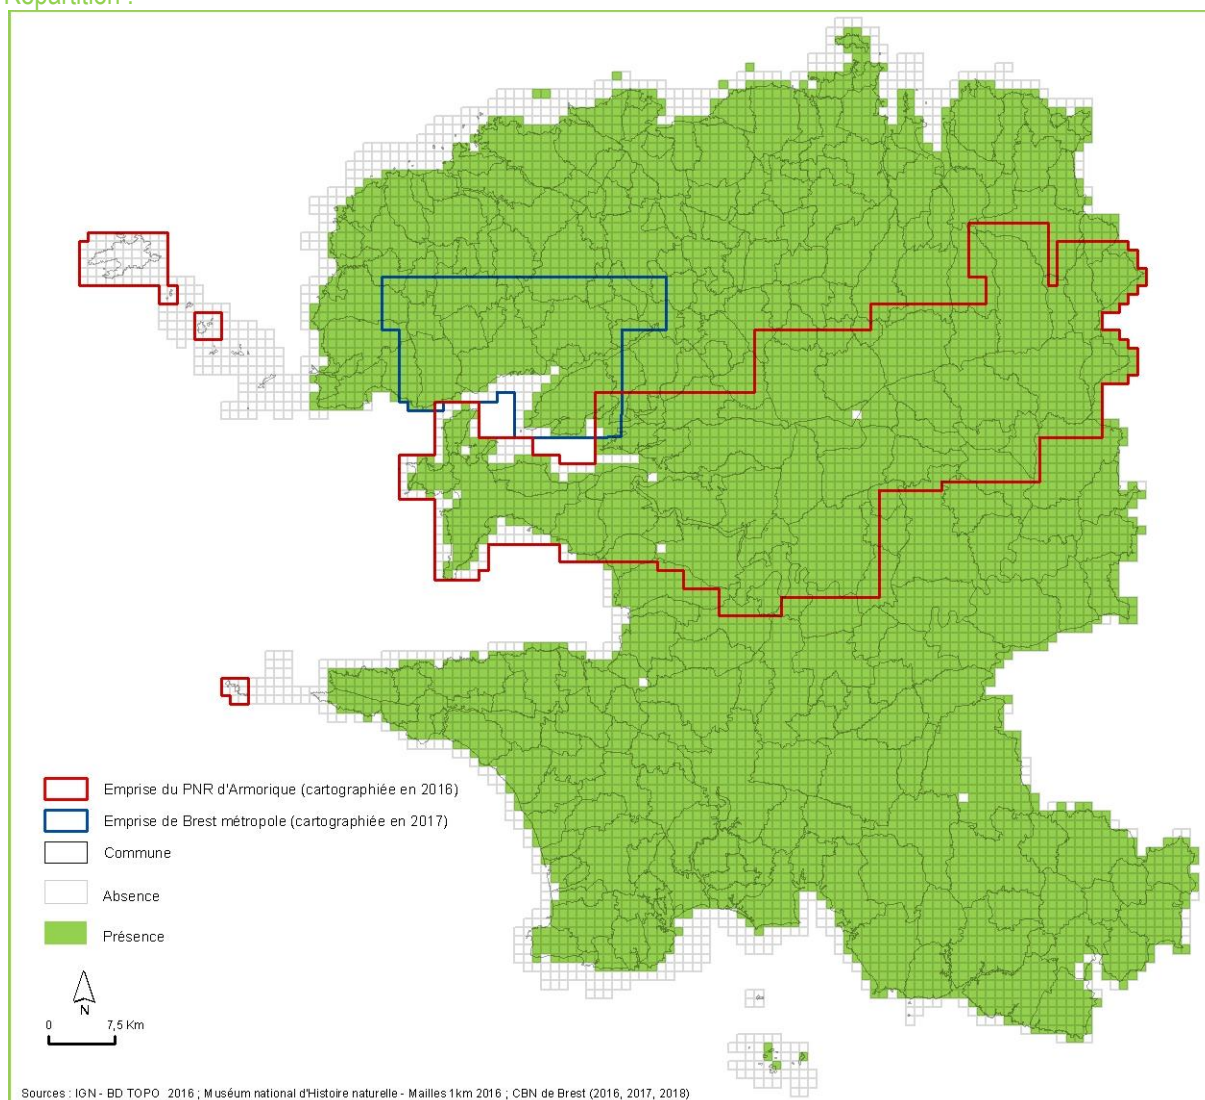 Répartition :
Emprise du PNR d'Armorique (cartographiée en 2016)
Emprise de Brest métropole (cartographiée en 2017)
Commune
Absence
Présence
N
0 7,5 Km
Sources : IGN - BD TOPO 2016 ; Muséum national d'Histoire naturelle - Mailles 1km 2016 ; CBN de Brest (2016, 2017, 2018)